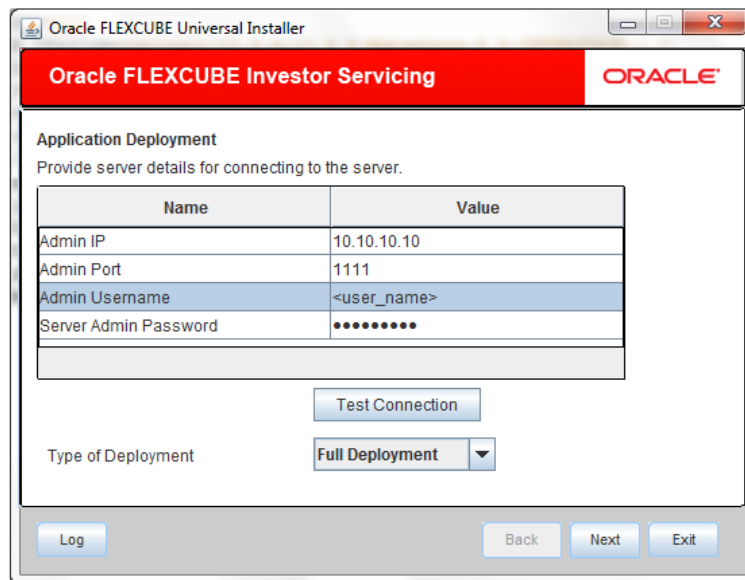 Oracle FLEXCUBE Universal Installer
Oracle FLEXCUBE Investor Servicing
ORACLE
Application Deployment
Provide server details for connecting to the server.
Name Value
Admin IP 10.10.10.10
Admin Port 1111
Admin Username <user_name>
Server Admin Password •••••••••
Test Connection
Type of Deployment Full Deployment
Log Back Next Exit